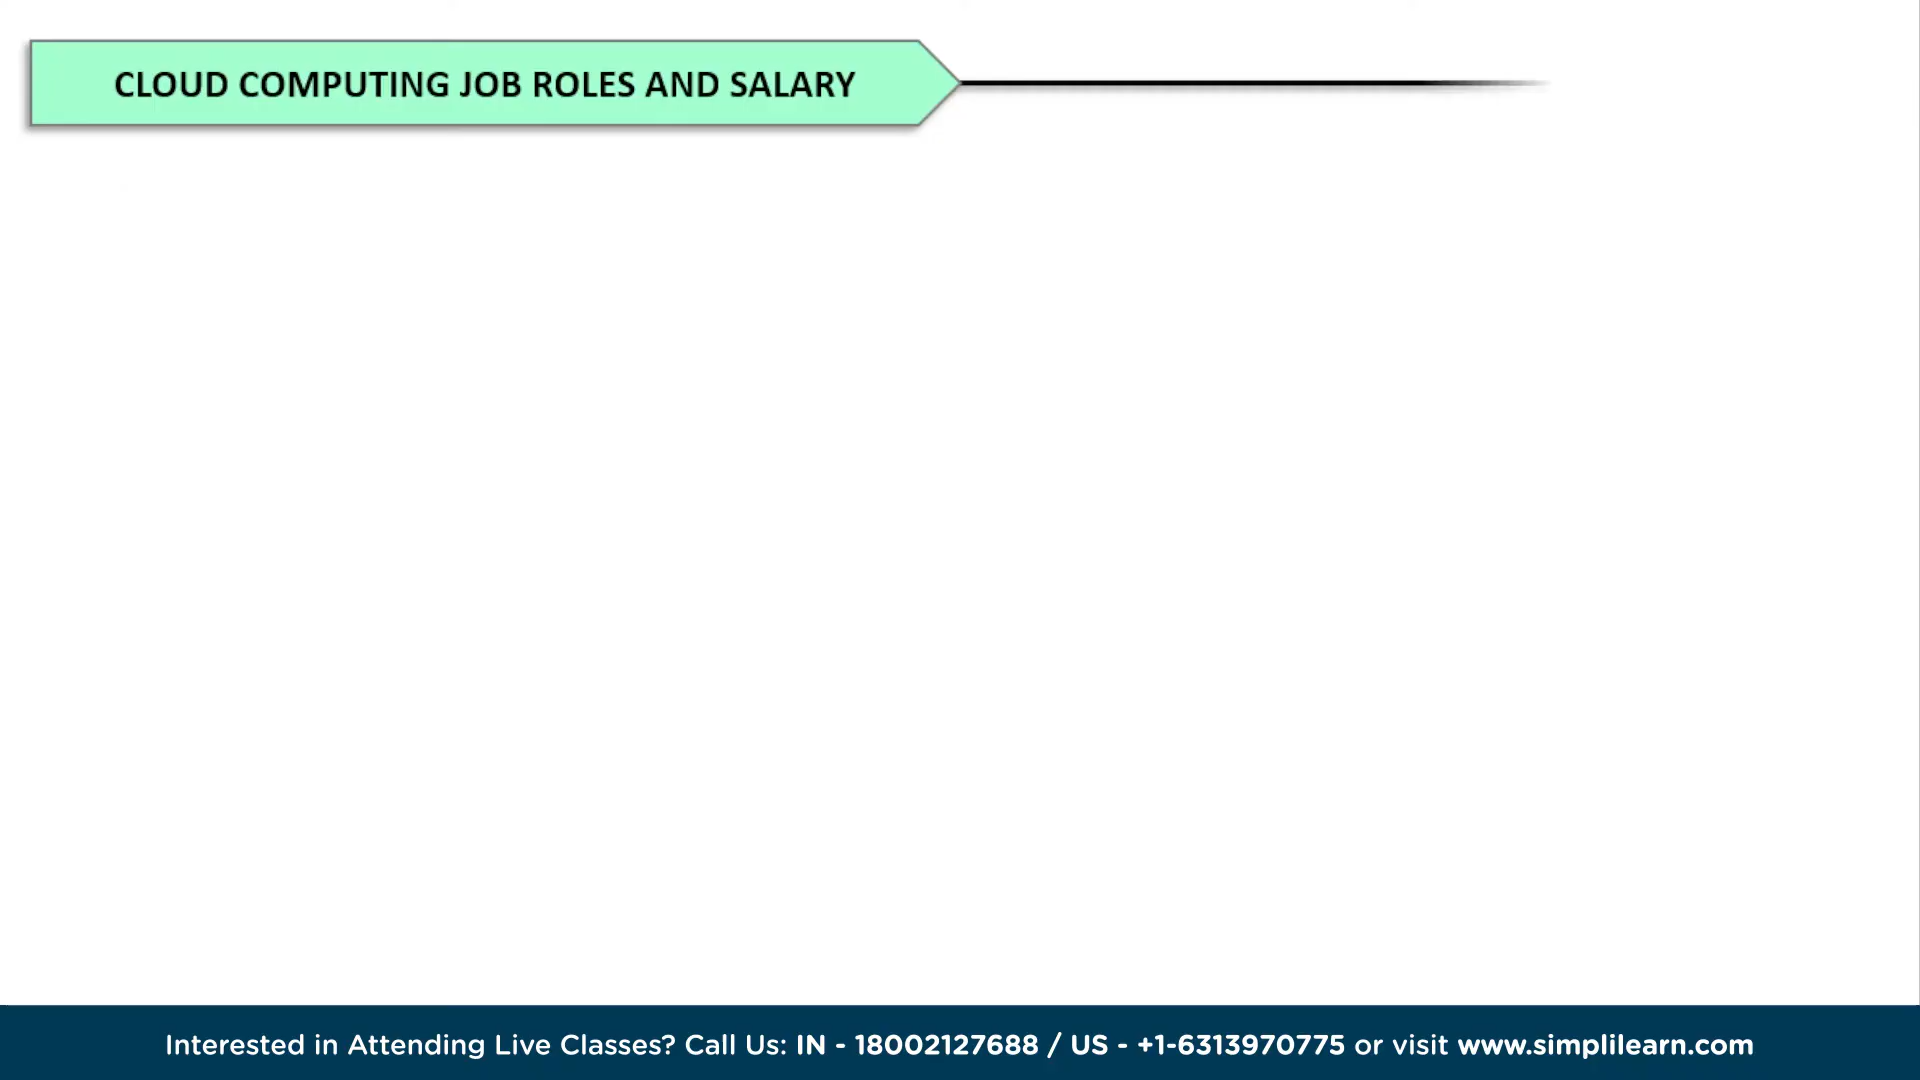 CLOUD COMPUTING JOB ROLES AND SALARY
Interested in Attending Live Classes? Call Us: IN - 18002127688 / US - +1-6313970775 or visit www.simplilearn.com